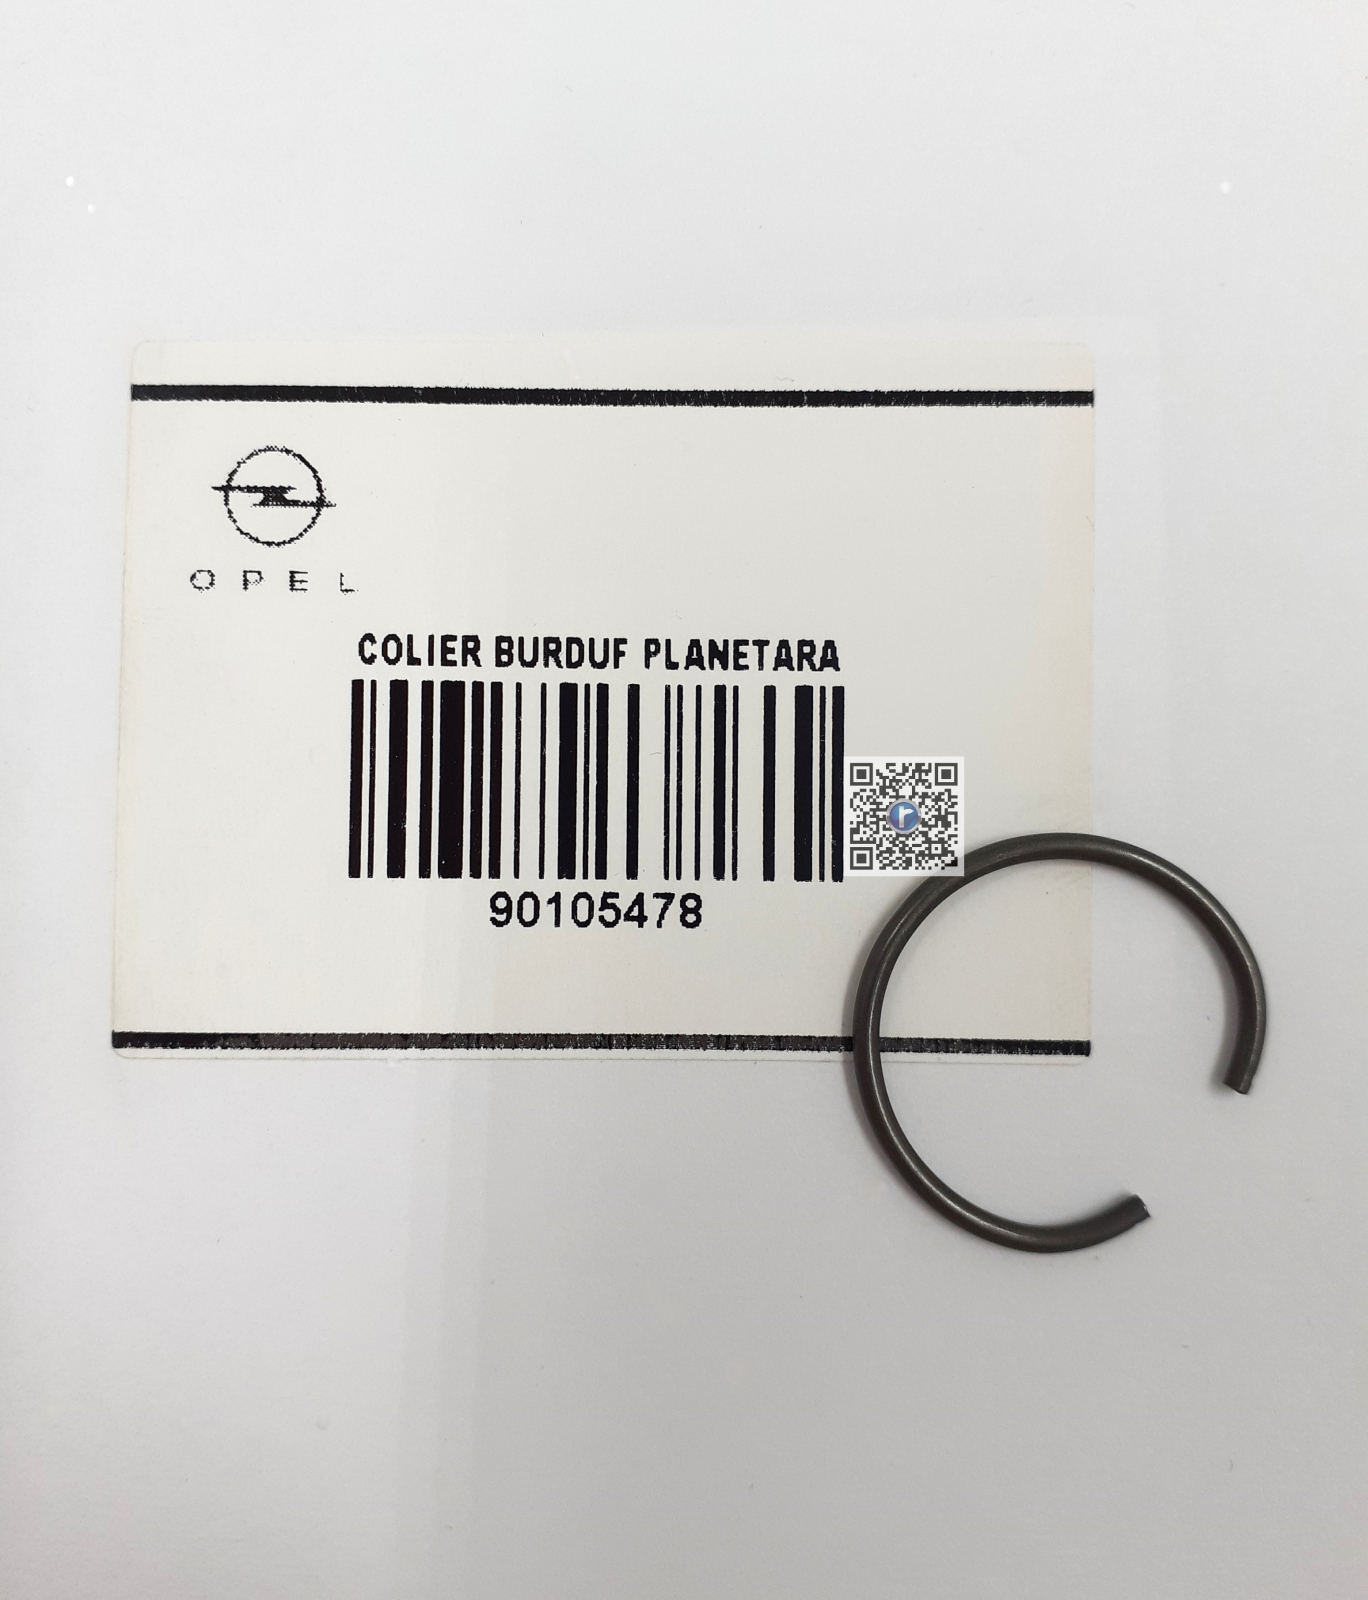 OPEL
COLIER BURDUF PLANETARA
90105478